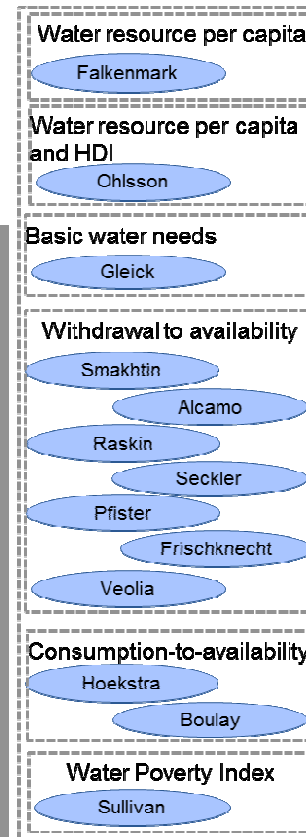 Water resource per capita
Falkenmark
Water resource per capita
and HDI
Ohlsson
Basic water needs
Gleick
Withdrawal to availability
Smakhtin
Alcamo
Raskin
Seckler
Pfister
Frischknecht
Veolia
Consumption-to-availability
Hoekstra
Boulay
Water Poverty Index
Sullivan